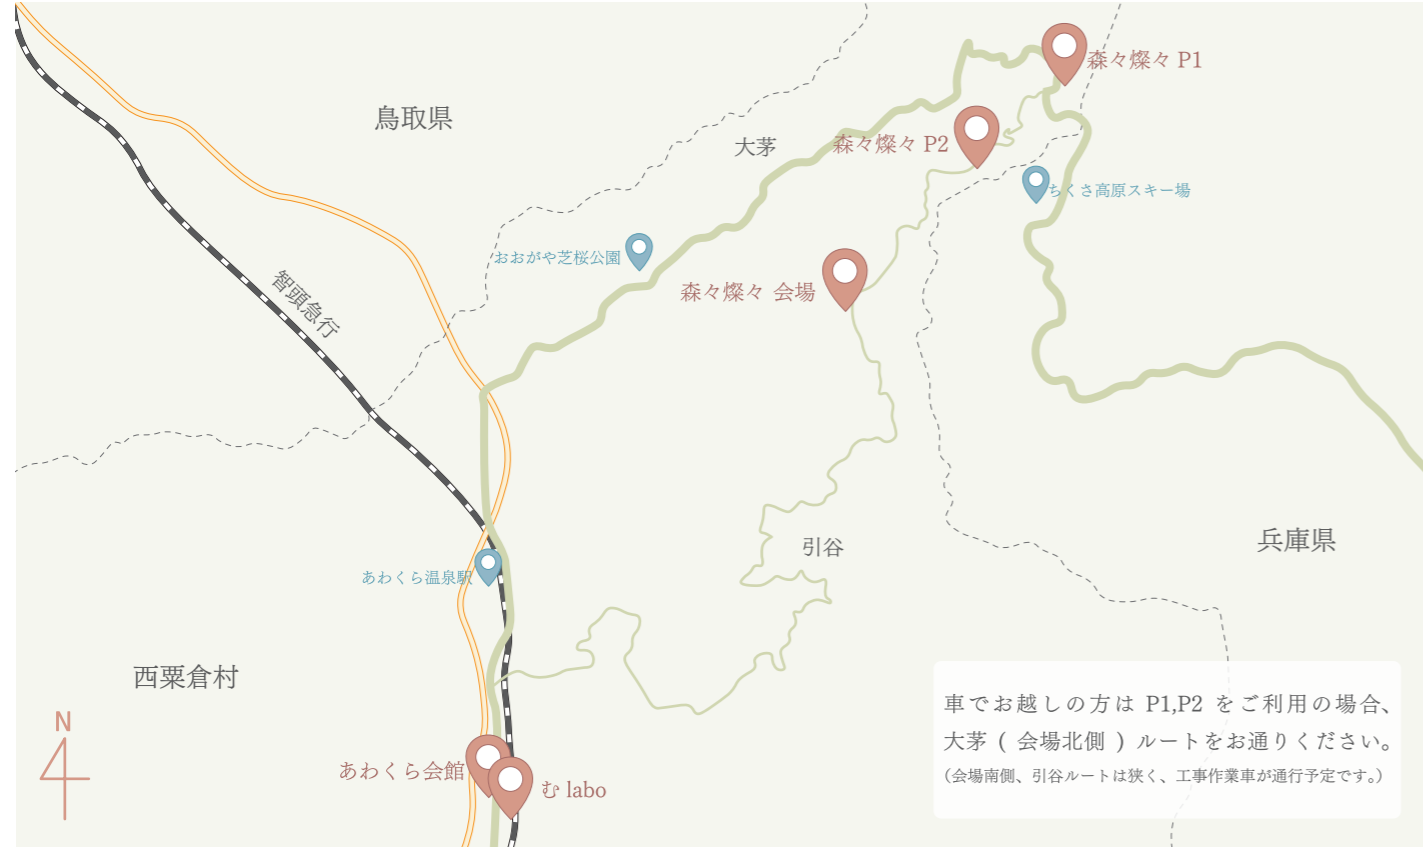 森々燦々 P1
鳥取県
大茅
森々燦々 P2
ちくさ高原スキー場
おおがや芝桜公園
森々燦々 会場
智頭急行
引谷
兵庫県
あわくら温泉駅
西粟倉村
車でお越しの方は P1,P2 をご利用の場合、
大茅 ( 会場北側 ) ルートをお通りください。
（会場南側、引谷ルートは狭く、工事作業車が通行予定です。）
N
あわくら会館
む labo